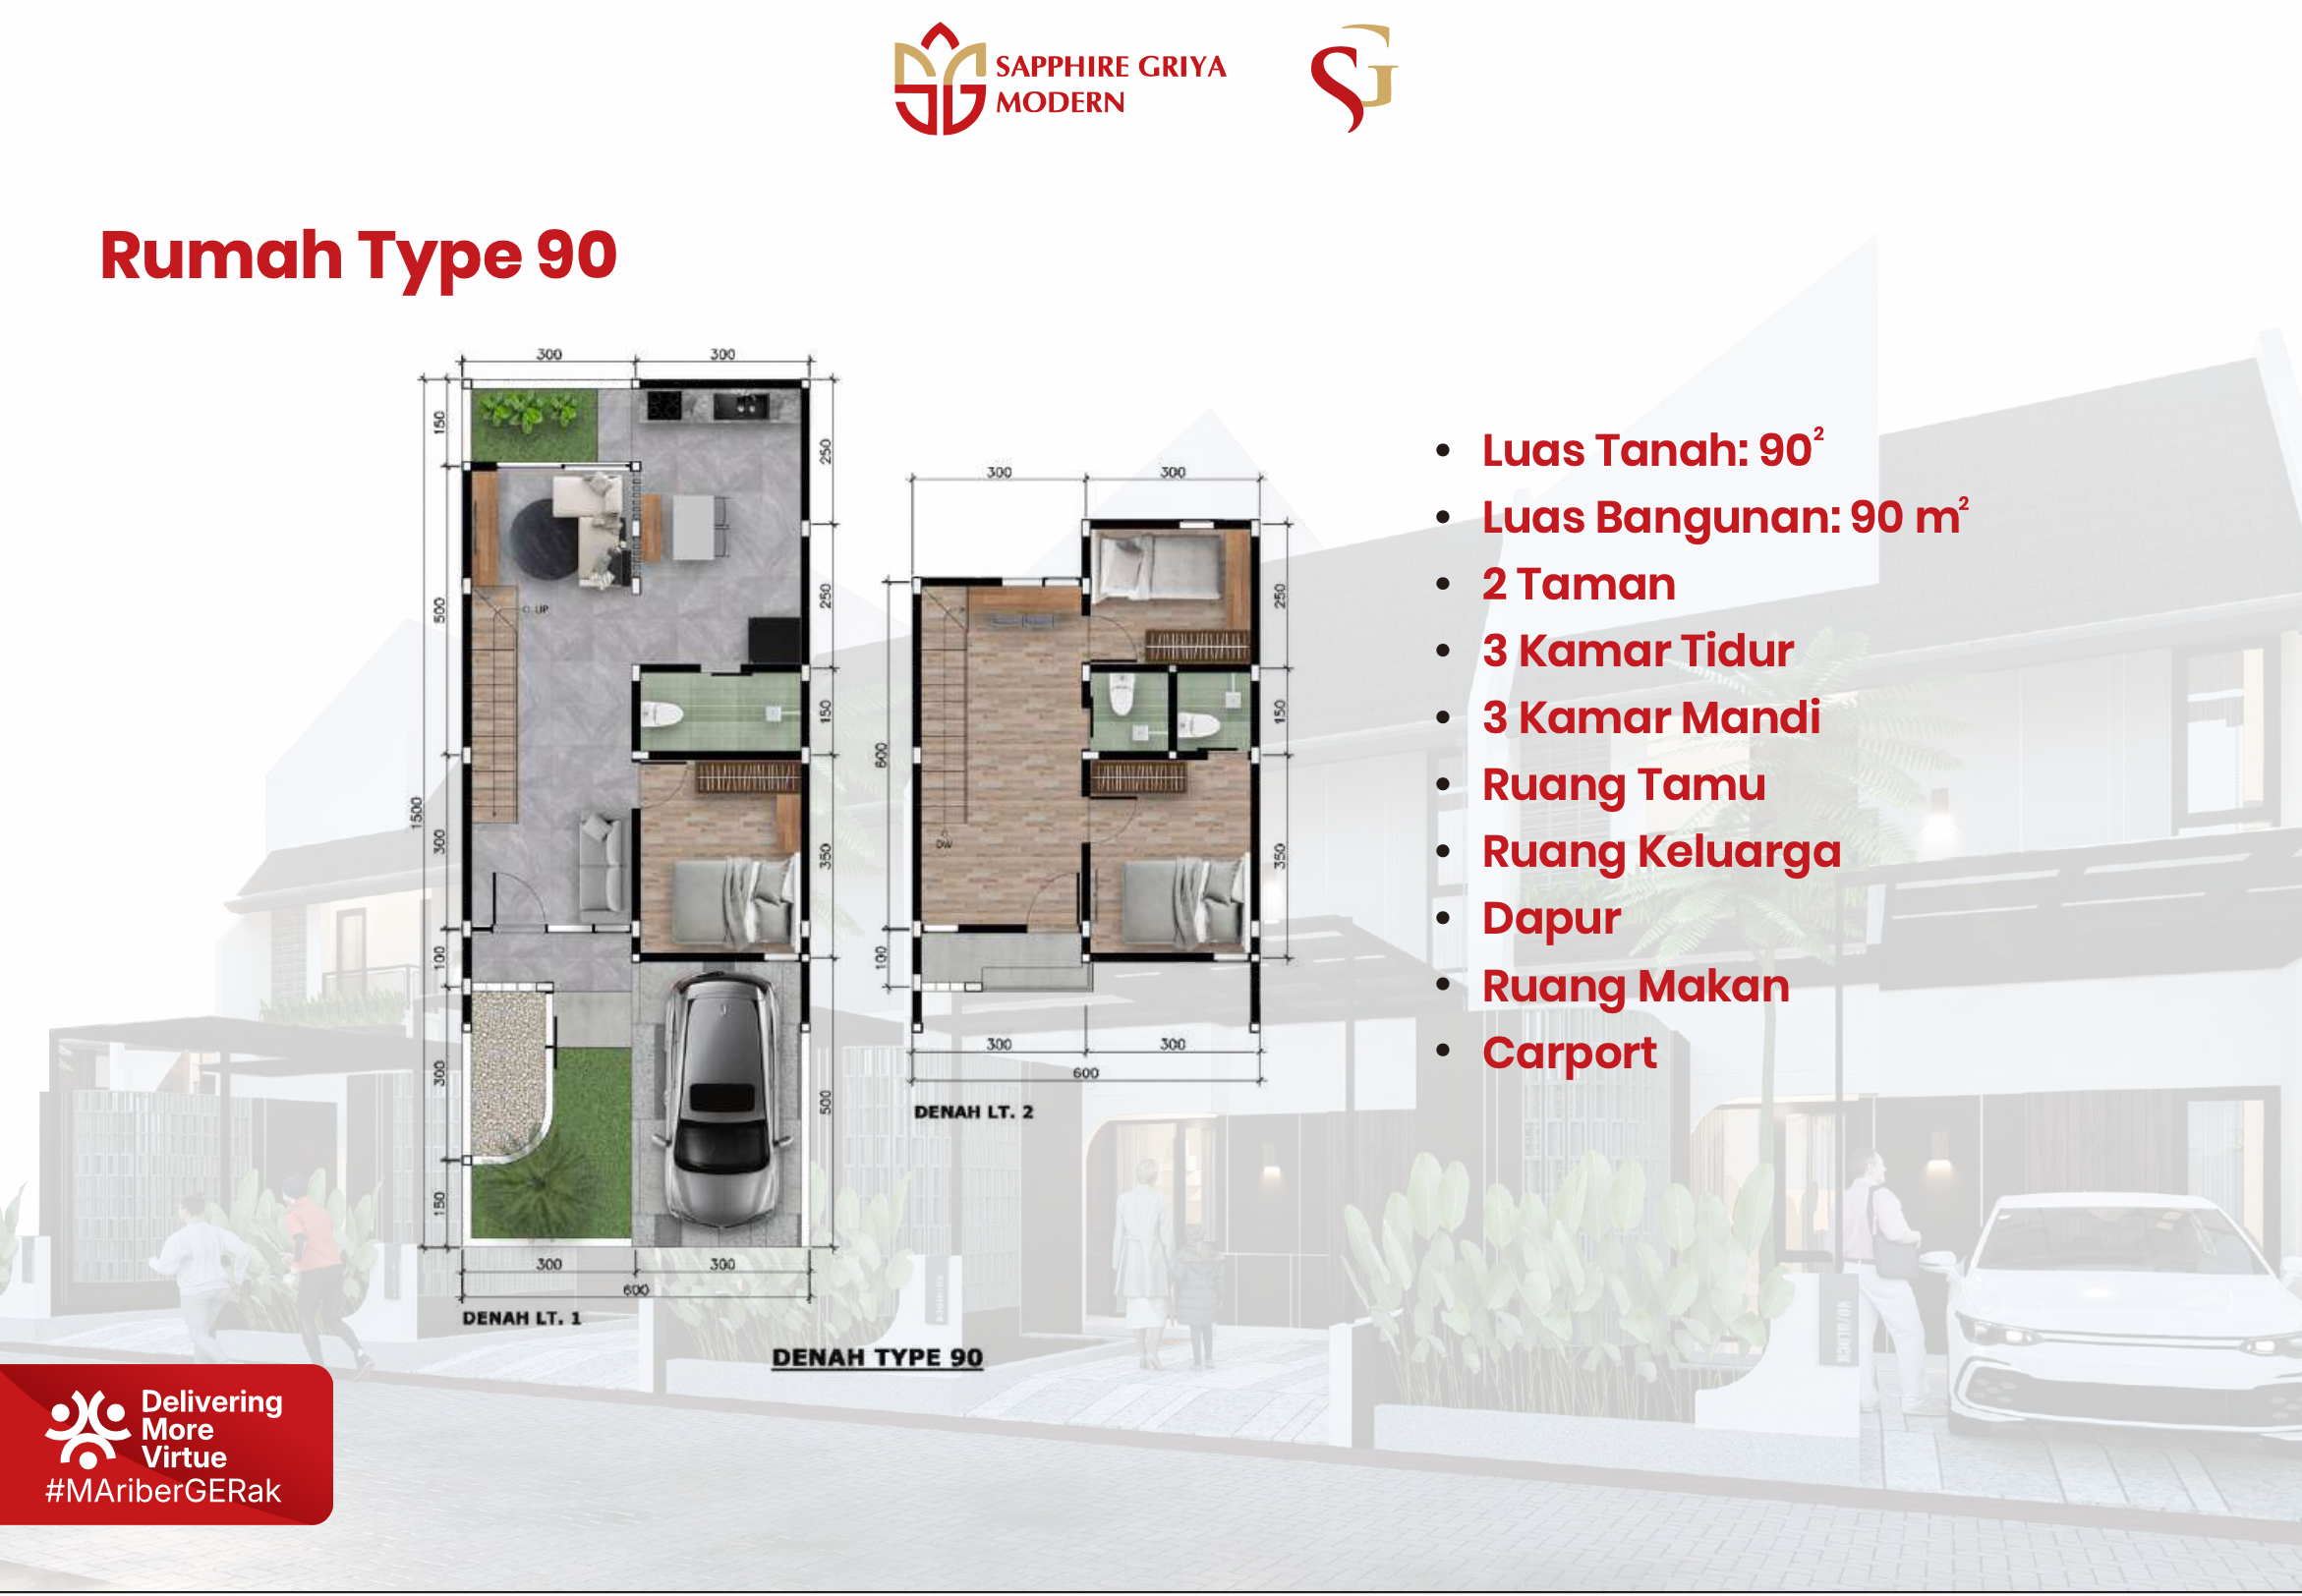 SAPPHIRE GRIYA
MODERN
SG
Rumah Type 90
300 300
150
500
300
100
300
150
1500
250
250
150
350
500
UP
300 300
600
DENAH LT. 1
300 300
600
100
250
150
350
DW
300 300
600
DENAH LT. 2
DENAH TYPE 90
• Luas Tanah: 90²
• Luas Bangunan: 90 m²
• 2 Taman
• 3 Kamar Tidur
• 3 Kamar Mandi
• Ruang Tamu
• Ruang Keluarga
• Dapur
• Ruang Makan
• Carport
Delivering
More
Virtue
#MAriberGERak